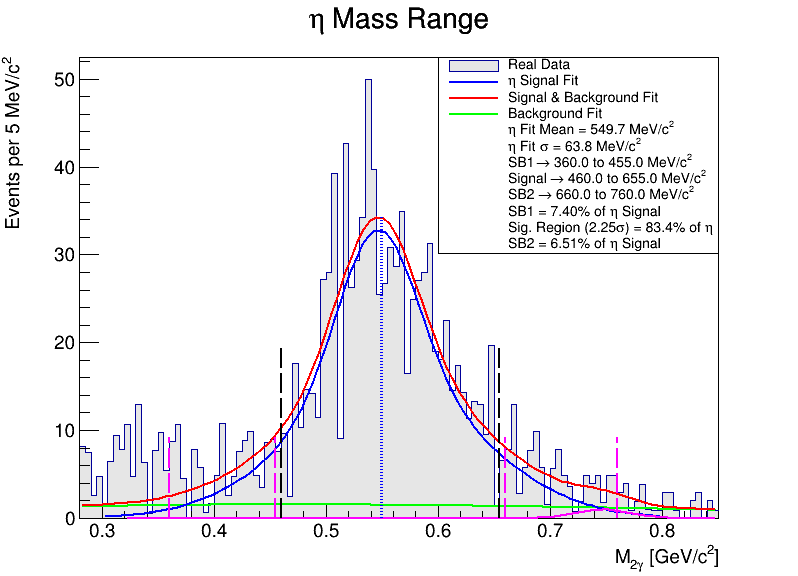 η Mass Range
Events per 5 MeV/c²
50
40
30
20
10
0
Real Data
η Signal Fit
Signal & Background Fit
Background Fit
η Fit Mean = 549.7 MeV/c²
η Fit σ = 63.8 MeV/c²
SB1 → 360.0 to 455.0 MeV/c²
Signal → 460.0 to 655.0 MeV/c²
SB2 → 660.0 to 760.0 MeV/c²
SB1 = 7.40% of η Signal
Sig. Region (2.25σ) = 83.4% of η
SB2 = 6.51% of η Signal
0.3 0.4 0.5 0.6 0.7 0.8
M₂γ [GeV/c²]